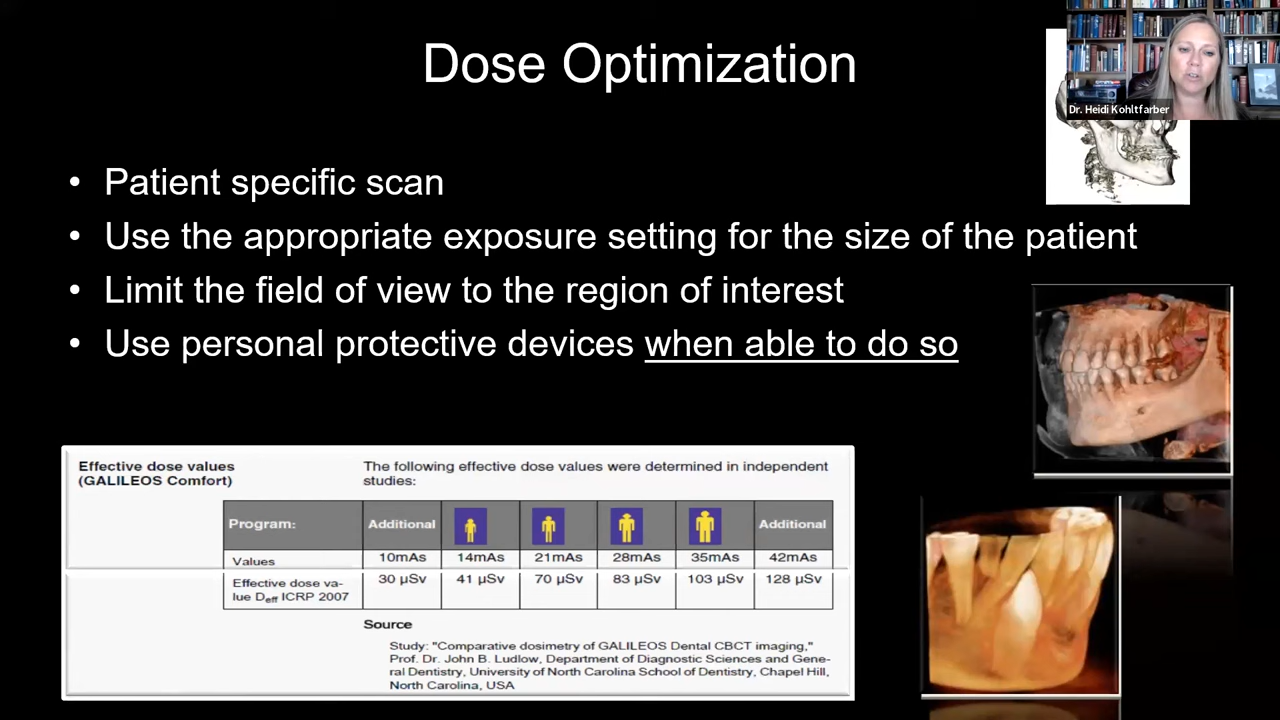 Dose Optimization
Dr. Heidi Kohltfarber
• Patient specific scan
• Use the appropriate exposure setting for the size of the patient
• Limit the field of view to the region of interest
• Use personal protective devices when able to do so
Effective dose values
(GALILEOS Comfort)
The following effective dose values were determined in independent
studies:
Program: Additional Additional
Values 10mAs 14mAs 21mAs 28mAs 35mAs 42mAs
Effective dose va-
lue Deff ICRP 2007 30 µSv 41 µSv 70 µSv 83 µSv 103 µSv 128 µSv
Source
Study: "Comparative dosimetry of GALILEOS Dental CBCT imaging,"
Prof. Dr. John B. Ludlow, Department of Diagnostic Sciences and Gene-
ral Dentistry, University of North Carolina School of Dentistry, Chapel Hill,
North Carolina, USA